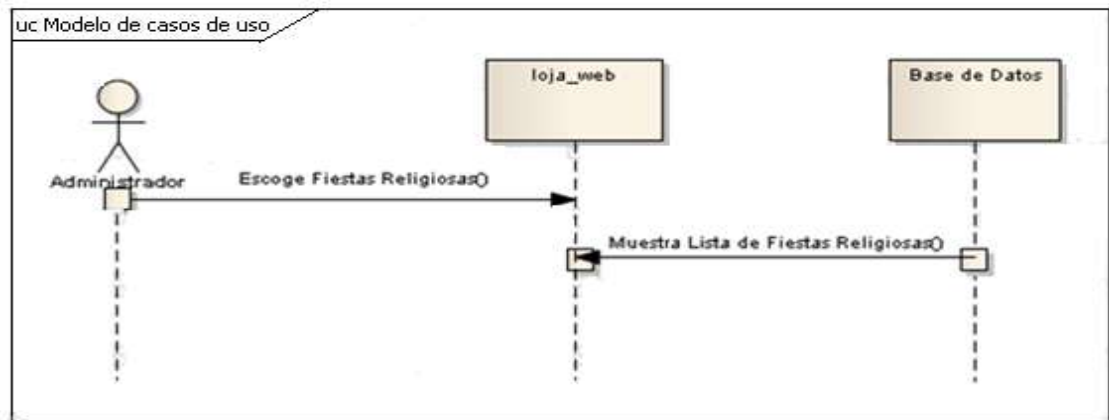 uc Modelo de casos de uso
loja_web
Base de Datos
Administrador
Escoge Fiestas Religiosas()
Muestra Lista de Fiestas Religiosas()